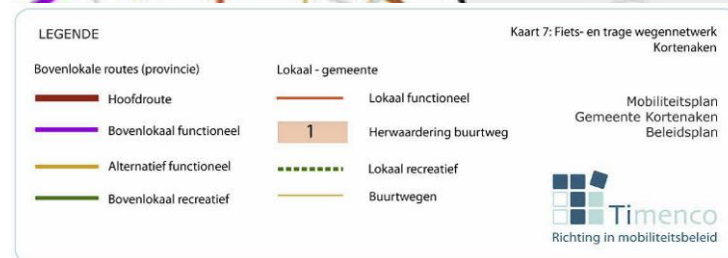 LEGENDE
Kaart 7: Fiets- en trage wegennetwerk
Kortenaken
Bovenlokale routes (provincie)
Hoofdroute
Bovenlokaal functioneel
Alternatief functioneel
Bovenlokaal recreatief
Lokaal - gemeente
Lokaal functioneel
1 Herwaardering buurtweg
Lokaal recreatief
Buurtwegen
Mobiliteitsplan
Gemeente Kortenaken
Beleidsplan
Timenco
Richting in mobiliteitsbeleid